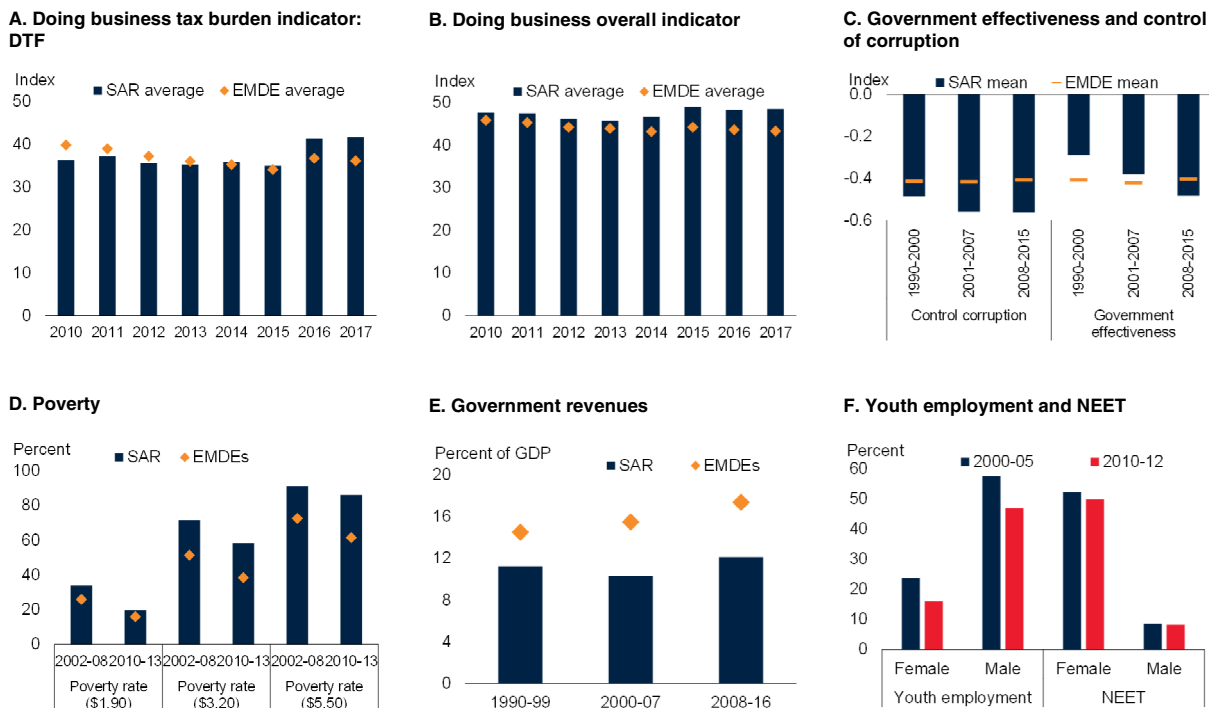 A. Doing business tax burden indicator:
DTF
Index
SAR average EMDE average
50
40
30
20
10
0
2010 2011 2012 2013 2014 2015 2016 2017
B. Doing business overall indicator
Index
SAR average EMDE average
50
40
30
20
10
0
2010 2011 2012 2013 2014 2015 2016 2017
C. Government effectiveness and control
of corruption
Index
SAR mean EMDE mean
0.0
-0.2
-0.4
-0.6
1990-2000 2001-2007 2008-2015 1990-2000 2001-2007 2008-2015
Control corruption Government
effectiveness
D. Poverty
Percent
SAR EMDEs
100
80
60
40
20
0
2002-08 2010-13 2002-08 2010-13 2002-08 2010-13
Poverty rate Poverty rate Poverty rate
($1.90) ($3.20) ($5.50)
E. Government revenues
Percent of GDP
SAR EMDEs
20
16
12
8
4
0
1990-99 2000-07 2008-16
F. Youth employment and NEET
Percent
2000-05 2010-12
60
50
40
30
20
10
0
Female Male Female Male
Youth employment NEET